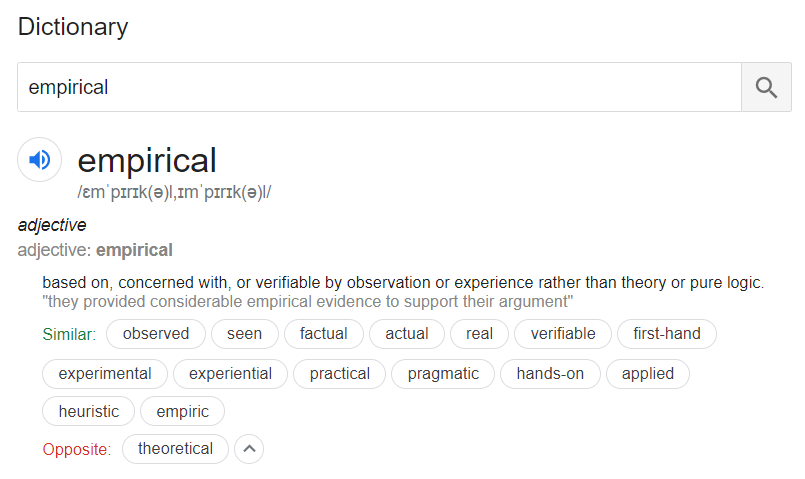 Dictionary
empirical
empirical
/ɛmˈpɪrɪk(ə)l,ɪmˈpɪrɪk(ə)l/
adjective
adjective: empirical
based on, concerned with, or verifiable by observation or experience rather than theory or pure logic.
"they provided considerable empirical evidence to support their argument"
Similar: observed seen factual actual real verifiable first-hand
experimental experiential practical pragmatic hands-on applied
heuristic empiric
Opposite: theoretical